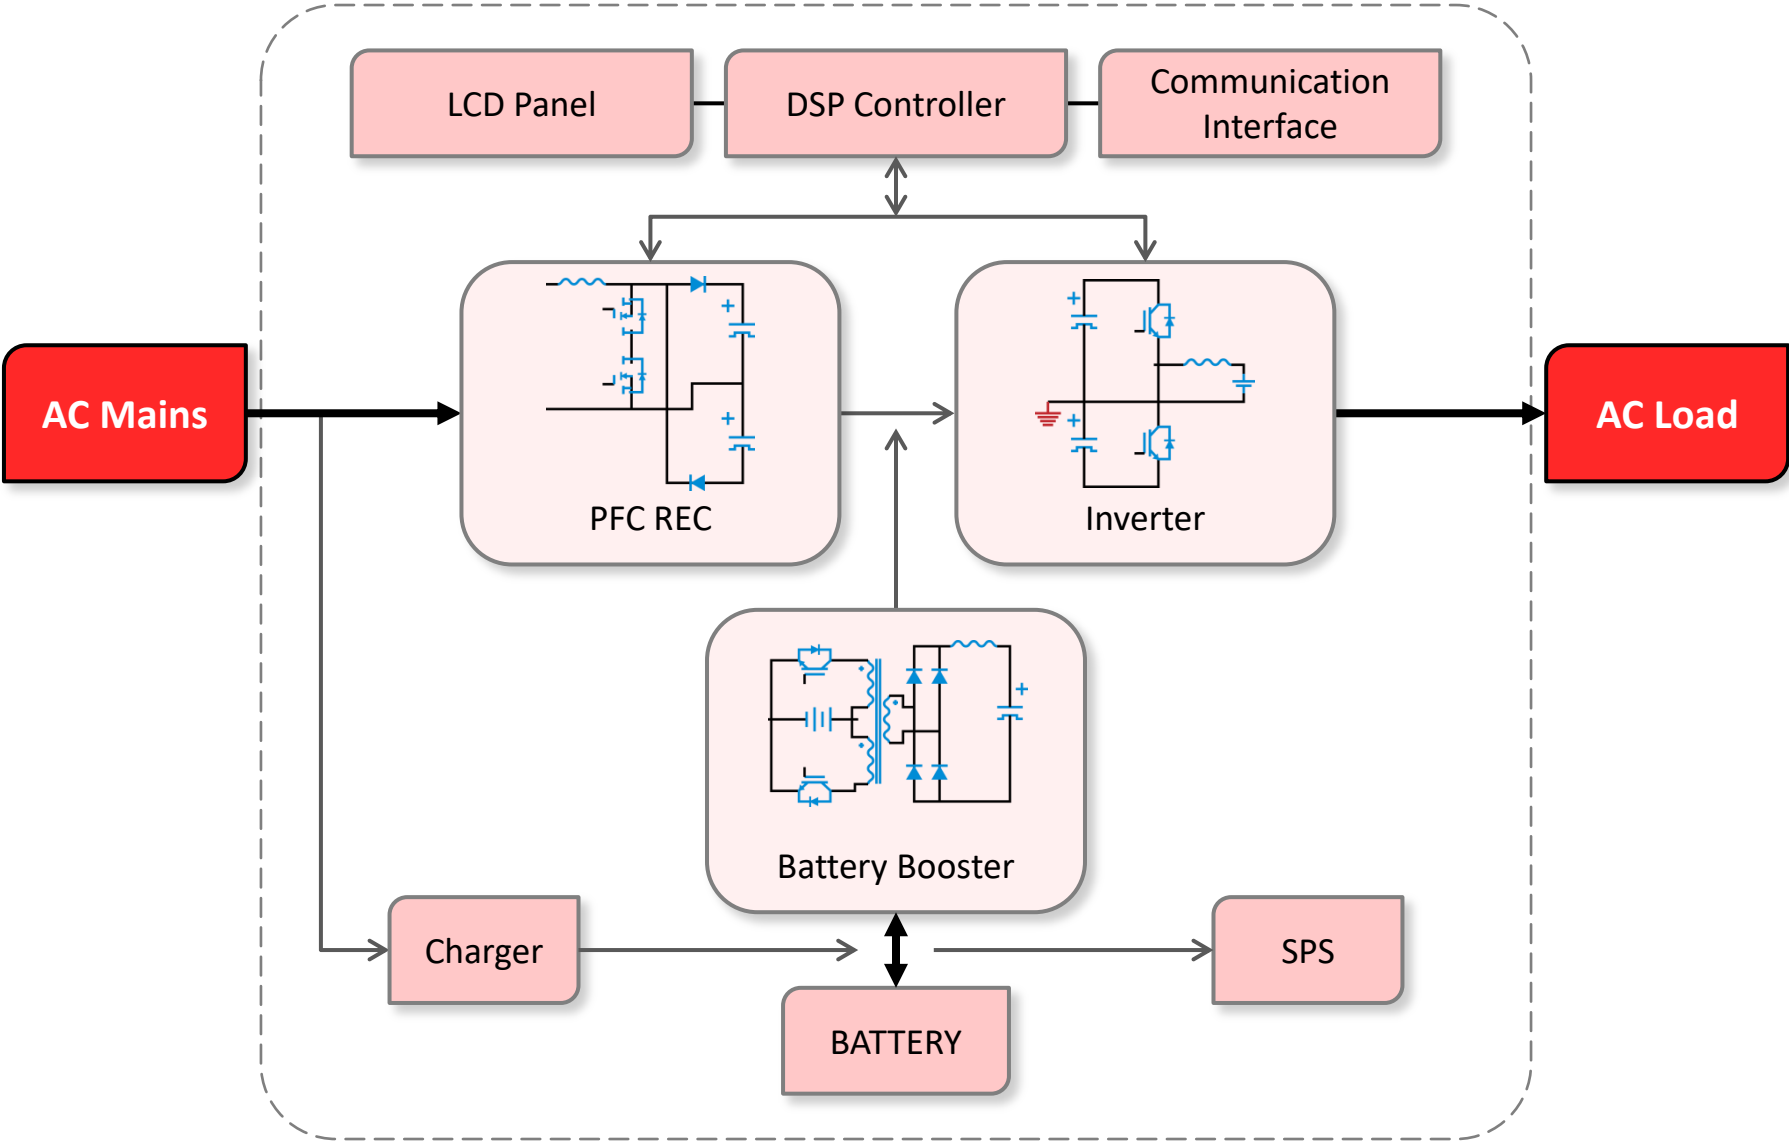 LCD Panel
DSP Controller
Communication
Interface
AC Mains
PFC REC
Inverter
AC Load
Battery Booster
Charger
SPS
BATTERY